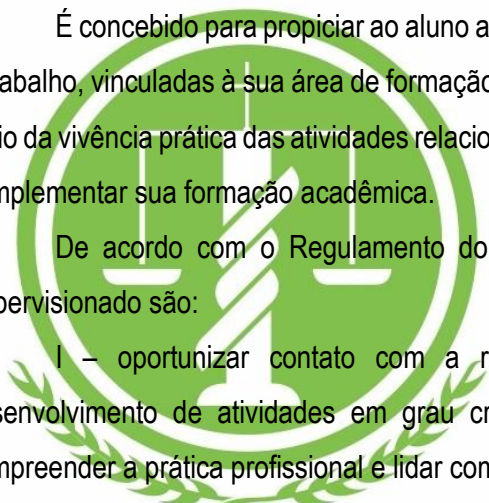 É concebido para propiciar ao aluno a
rabalho, vinculadas à sua área de formação
io da vivência prática das atividades relacio
mplementar sua formação acadêmica.
De acordo com o Regulamento do
pervisionado são:
I – oportunizar contato com a r
senvolvimento de atividades em grau cr
mpreender a prática profissional e lidar com